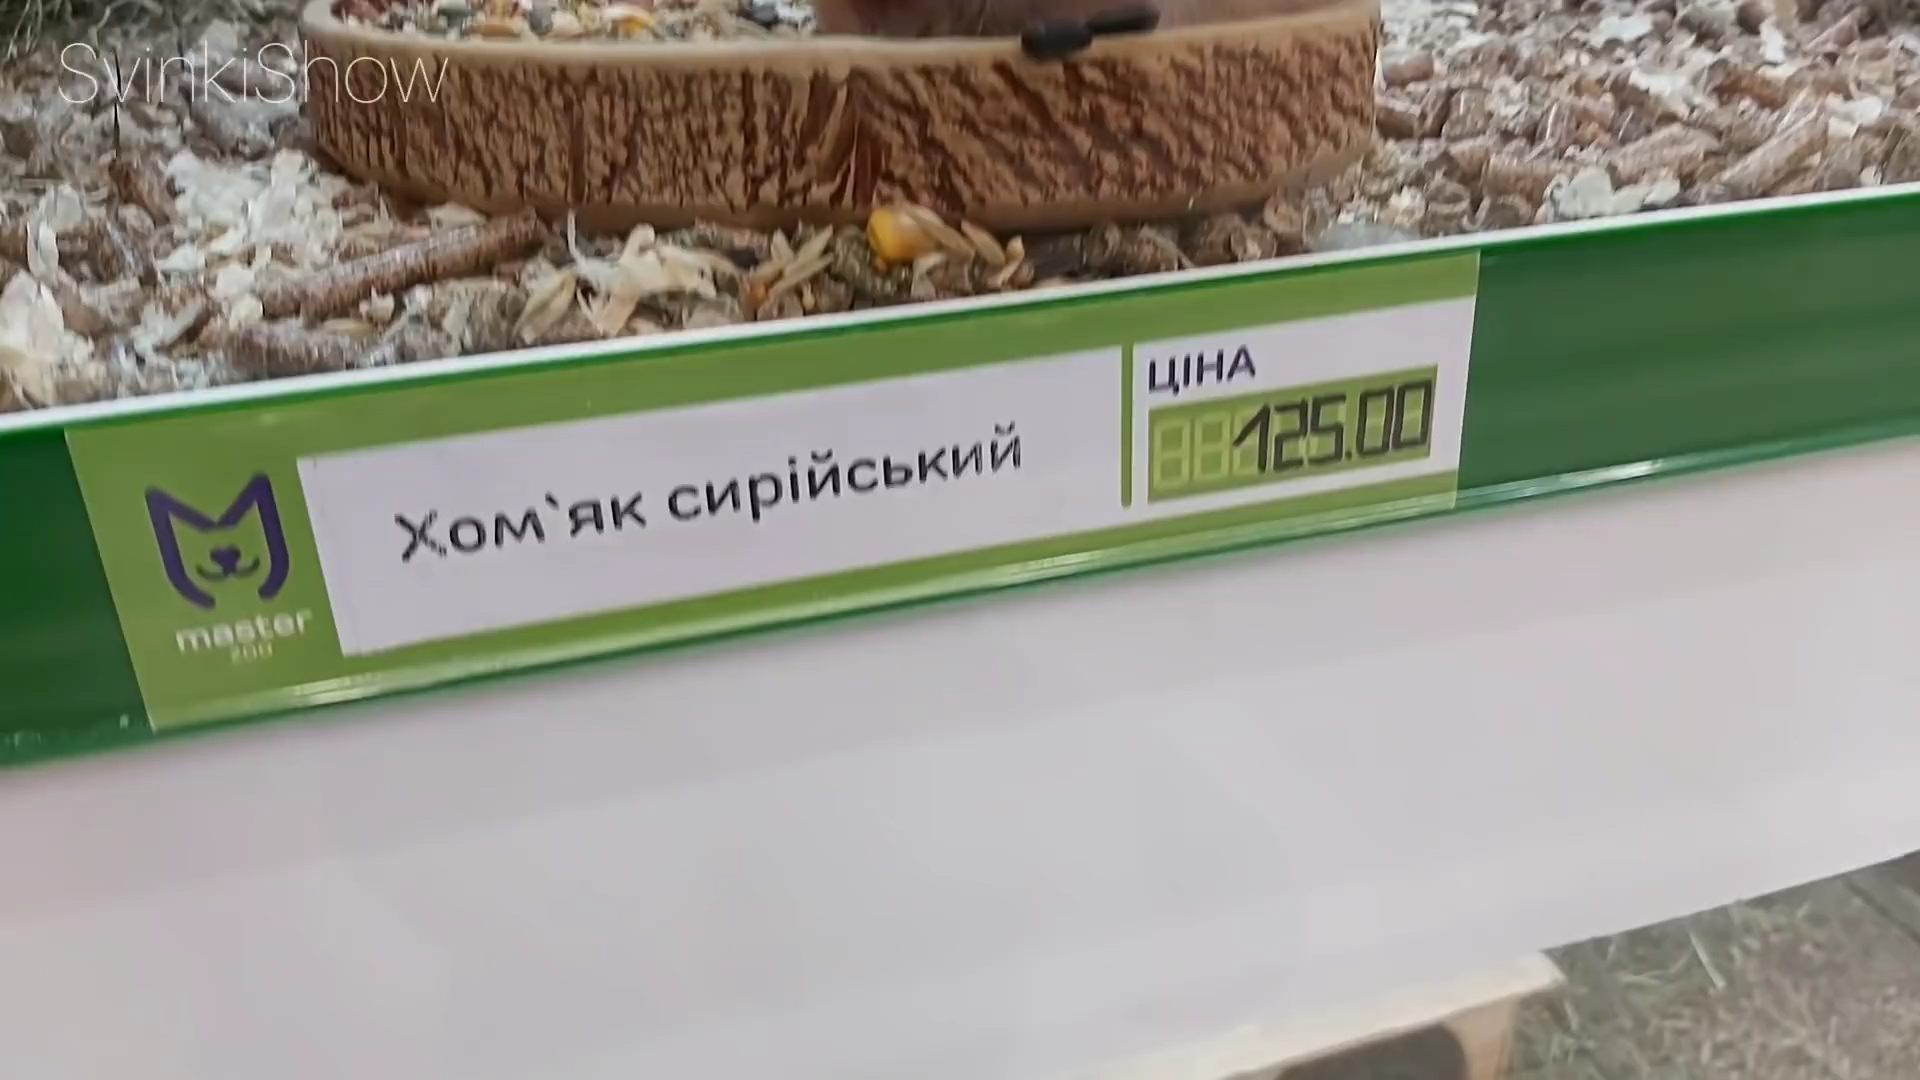 SvinkiShow
ЦІНА
125.00
Хом`як сирійський
master
zoo